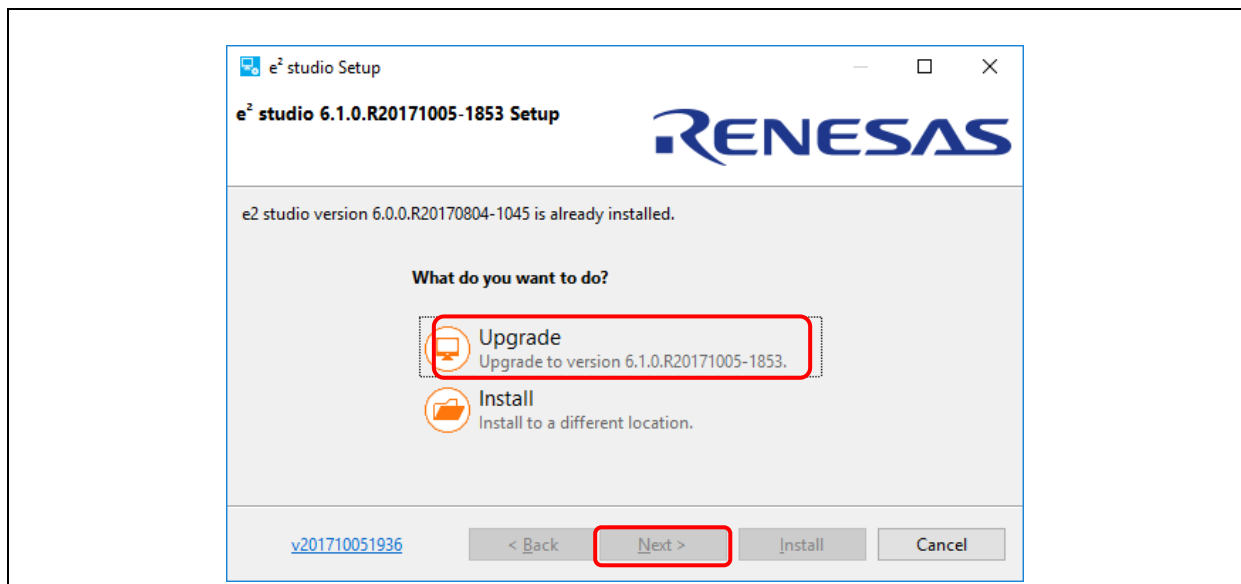 e² studio Setup
e² studio 6.1.0.R20171005-1853 Setup
RENESAS
e2 studio version 6.0.0.R20170804-1045 is already installed.
What do you want to do?
Upgrade
Upgrade to version 6.1.0.R20171005-1853.
Install
Install to a different location.
v201710051936
< Back
Next >
Install
Cancel